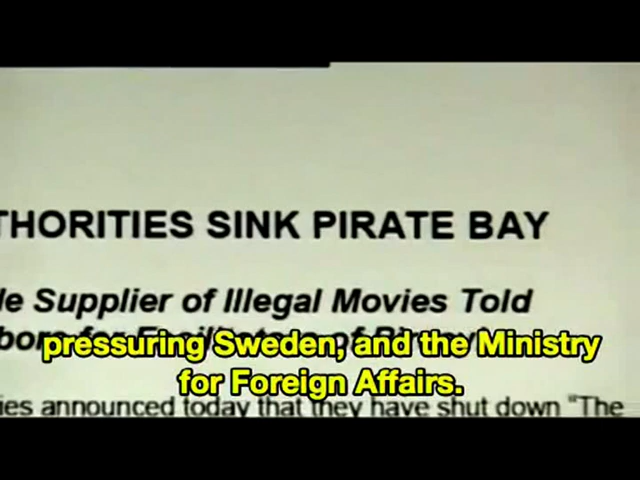 THORITIES SINK PIRATE BAY
le Supplier of Illegal Movies Told
pressuring Sweden, and the Ministry
for Foreign Affairs.
ies announced today that they have shut down "The